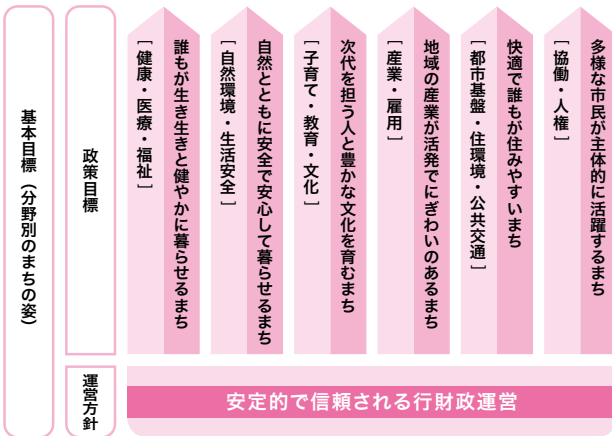 基本目標（分野別のまちの姿）
政策目標
誰もが生き生きと健やかに暮らせるまち
［健康・医療・福祉］
自然とともに安全で安心して暮らせるまち
［自然環境・生活安全］
次代を担う人と豊かな文化を育むまち
［子育て・教育・文化］
地域の産業が活発でにぎわいのあるまち
［産業・雇用］
快適で誰もが住みやすいまち
［都市基盤・住環境・公共交通］
多様な市民が主体的に活躍するまち
［協働・人権］
運営方針
安定的で信頼される行財政運営